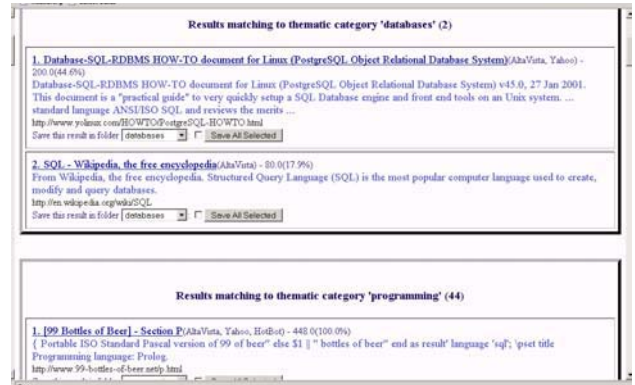 Results matching to thematic category 'databases' (2)
1. Database-SQL-RDBMS HOW-TO document for Linux (PostgreSQL Object Relational Database System)(AltaVista, Yahoo) -
200.0(44.6%)
Database-SQL-RDBMS HOW-TO document for Linux (PostgreSQL Object Relational Database System) v45.0, 27 Jan 2001.
This document is a "practical guide" to very quickly setup a SQL Database engine and front end tools on an Unix system. ...
standard language ANSI/ISO SQL and reviews the merits ...
http://www.yolinux.com/HOWTO/PostgreSQL-HOWTO.html
Save this result in folder databases Save All Selected
2. SQL - Wikipedia, the free encyclopedia(AltaVista) - 80.0(17.9%)
From Wikipedia, the free encyclopedia. Structured Query Language (SQL) is the most popular computer language used to create,
modify and query databases.
http://en.wikipedia.org/wiki/SQL
Save this result in folder databases Save All Selected
Results matching to thematic category 'programming' (44)
1. [99 Bottles of Beer] - Section P(AltaVista, Yahoo, HotBot) - 448.0(100.0%)
{ Portable ISO Standard Pascal version of 99 of beer" else $1 || " bottles of beer" end as result' language 'sql'; \pset title
Programming language: Prolog.
http://www.99-bottles-of-beer.net/p.html